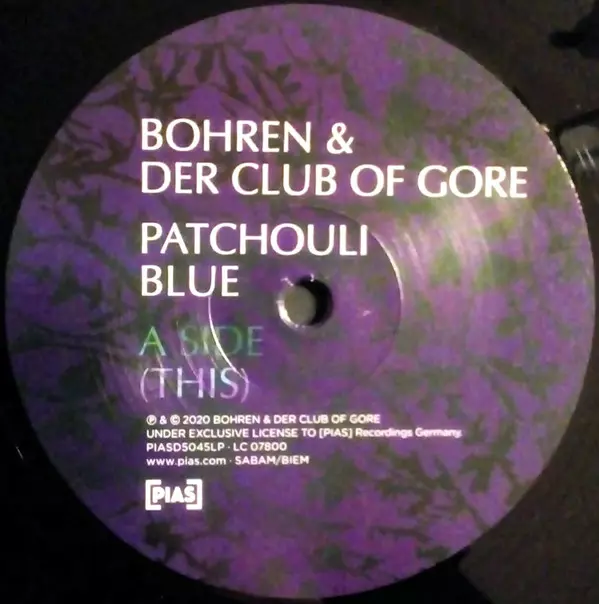 BOHREN &
DER CLUB OF GORE
PATCHOULI
BLUE
A SIDE
(THIS)
℗ & © 2020 BOHREN & DER CLUB OF GORE
UNDER EXCLUSIVE LICENSE TO [PIAS] Recordings Germany.
PIASD5045LP · LC 07800
www.pias.com · SABAM/BIEM
[PIAS]